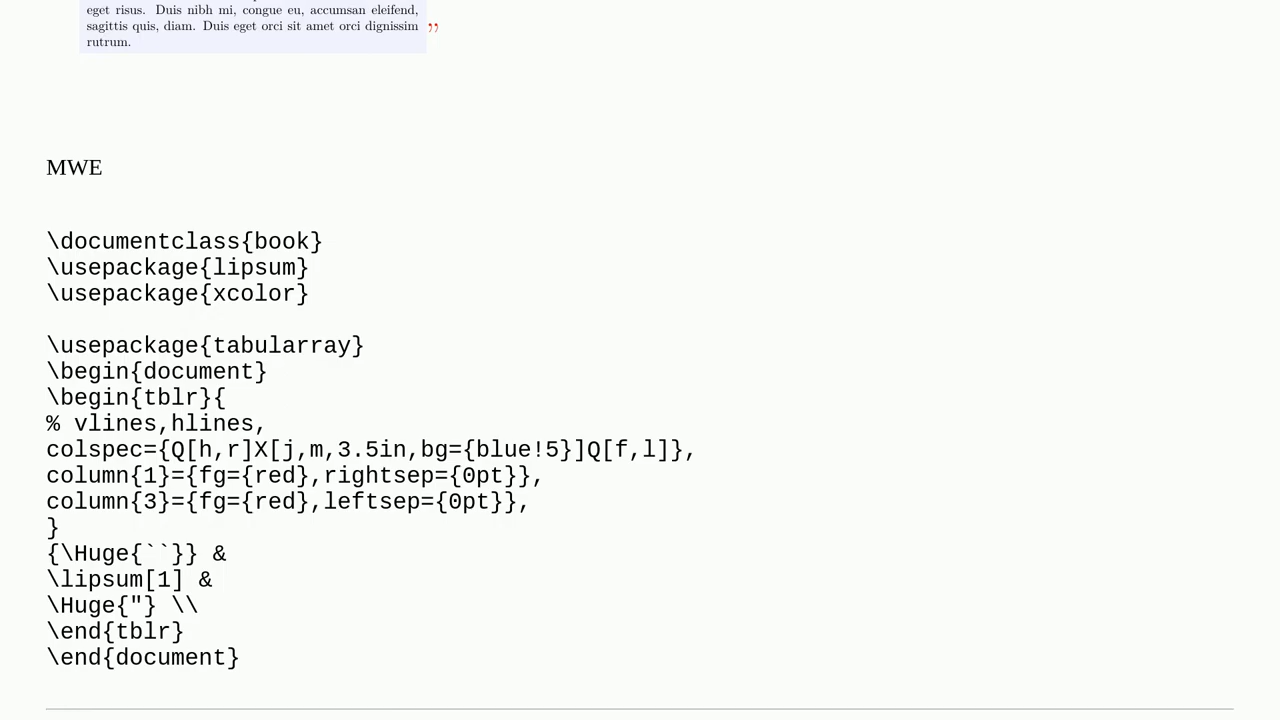 eget risus. Duis nibh mi, congue eu, accumsan eleifend,
sagittis quis, diam. Duis eget orci sit amet orci dignissim ”
rutrum.
MWE
\documentclass{book}
\usepackage{lipsum}
\usepackage{xcolor}
\usepackage{tabularray}
\begin{document}
\begin{tblr}{
% vlines,hlines,
colspec={Q[h,r]X[j,m,3.5in,bg={blue!5}]Q[f,l]},
column{1}={fg={red},rightsep={0pt}},
column{3}={fg={red},leftsep={0pt}},
}
{\Huge{``}} &
\lipsum[1] &
\Huge{"} \\
\end{tblr}
\end{document}